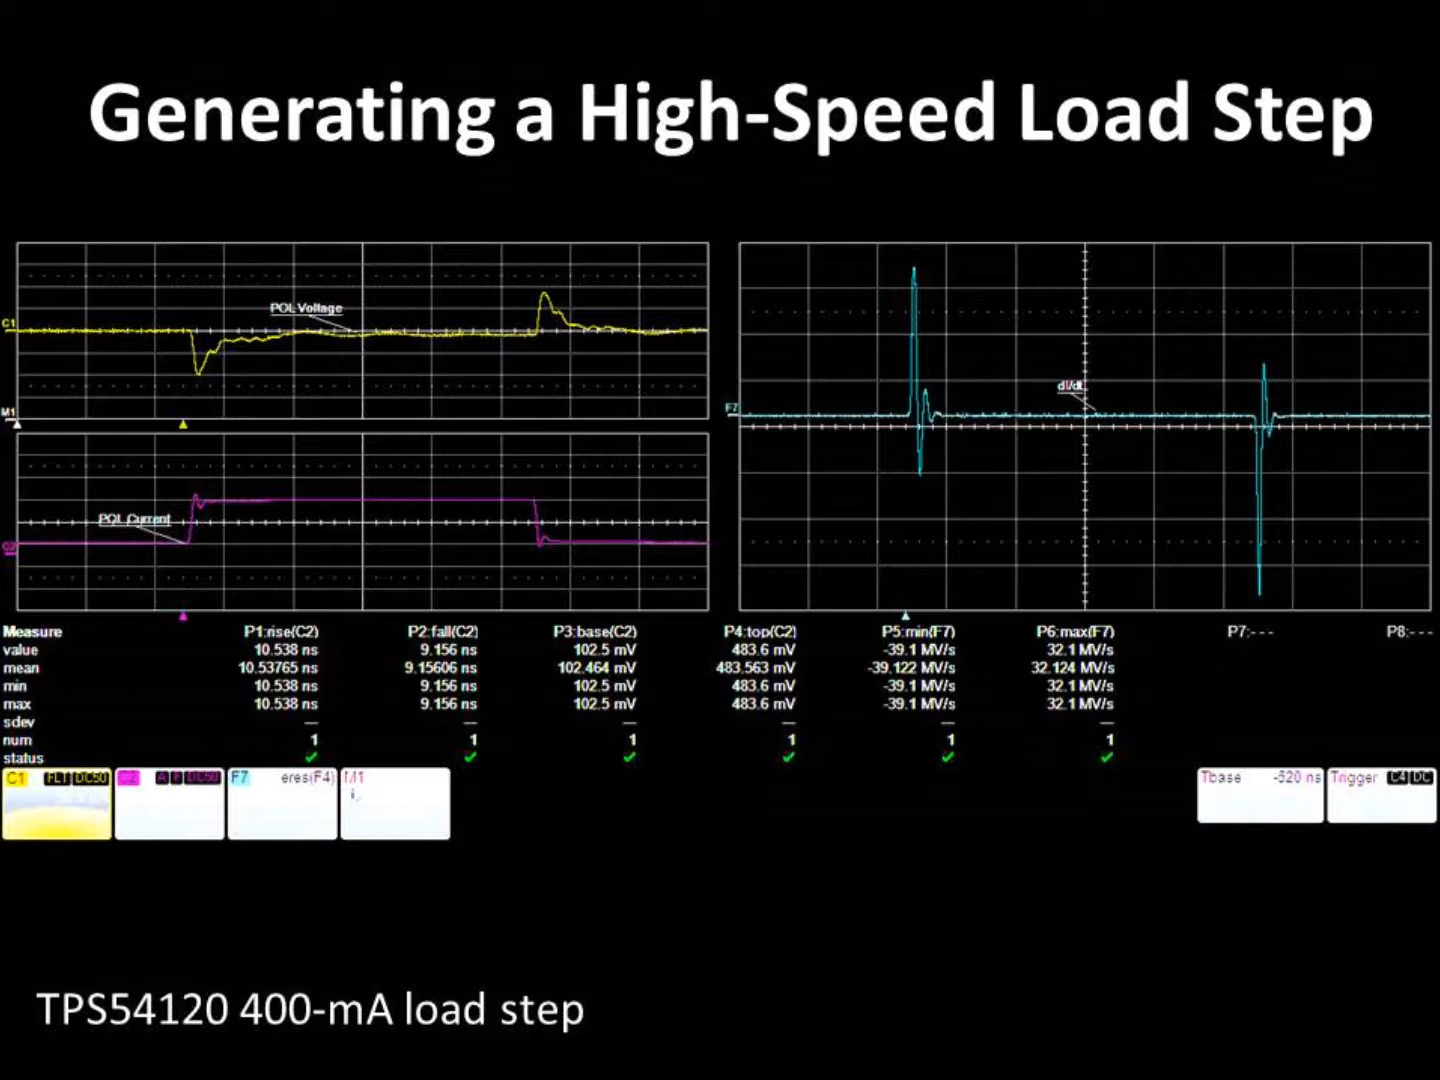 Generating a High-Speed Load Step
POL Voltage
C1
M1
POL Current
C2
dI/dt
F7
Measure P1:rise(C2) P2:fall(C2) P3:base(C2) P4:top(C2) P5:min(F7) P6:max(F7) P7:--- P8:---
value 10.538 ns 9.156 ns 102.5 mV 483.6 mV -39.1 MV/s 32.1 MV/s
mean 10.53765 ns 9.15606 ns 102.464 mV 483.563 mV -39.122 MV/s 32.124 MV/s
min 10.538 ns 9.156 ns 102.5 mV 483.6 mV -39.1 MV/s 32.1 MV/s
max 10.538 ns 9.156 ns 102.5 mV 483.6 mV -39.1 MV/s 32.1 MV/s
sdev --- --- --- --- --- ---
num 1 1 1 1 1 1
status ✓ ✓ ✓ ✓ ✓ ✓
C1 FLT DC50 C2 A F DC50 F7 eres(F4) M1 Tbase -520 ns Trigger C4 DC
TPS54120 400-mA load step